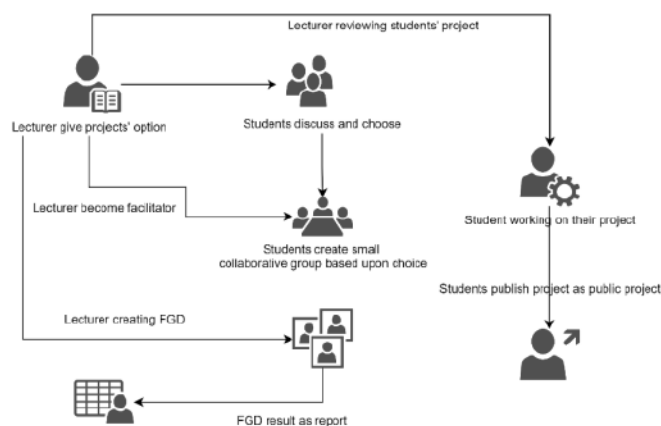 Lecturer reviewing students' project
Lecturer give projects' option
Students discuss and choose
Lecturer become facilitator
Students create small
collaborative group based upon choice
Student working on their project
Students publish project as public project
Lecturer creating FGD
FGD result as report